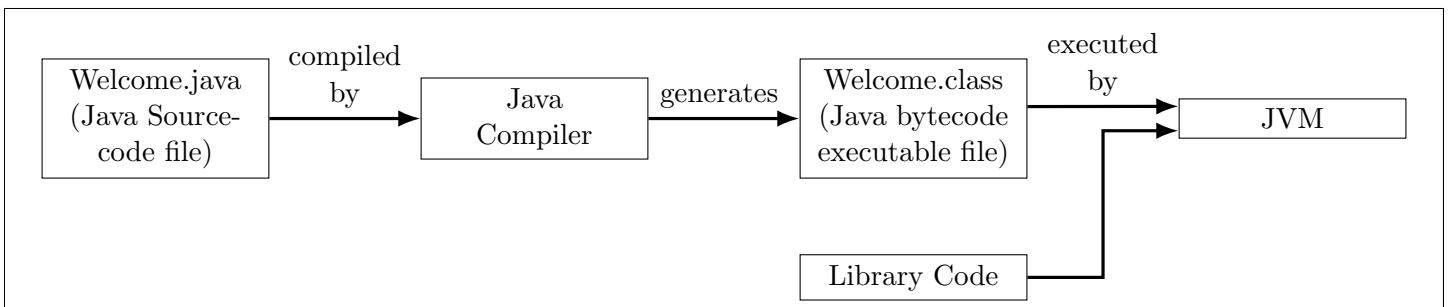 Welcome.java
(Java Source-
code file)
compiled
by
Java
Compiler
generates
Welcome.class
(Java bytecode
executable file)
executed
by
JVM
Library Code